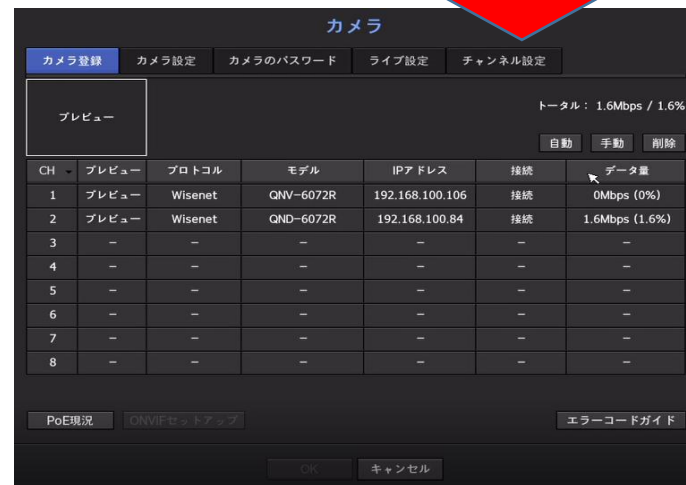 カメラ
カメラ登録 カメラ設定 カメラのパスワード ライブ設定 チャンネル設定
プレビュー
トータル : 1.6Mbps / 1.6%
自動 手動 削除
CH プレビュー プロトコル モデル IPアドレス 接続 データ量
1 プレビュー Wisenet QNV-6072R 192.168.100.106 接続 0Mbps (0%)
2 プレビュー Wisenet QND-6072R 192.168.100.84 接続 1.6Mbps (1.6%)
3 - - - - - -
4 - - - - - -
5 - - - - - -
6 - - - - - -
7 - - - - - -
8 - - - - - -
PoE現況 ONVIFセットアップ エラーコードガイド
OK キャンセル